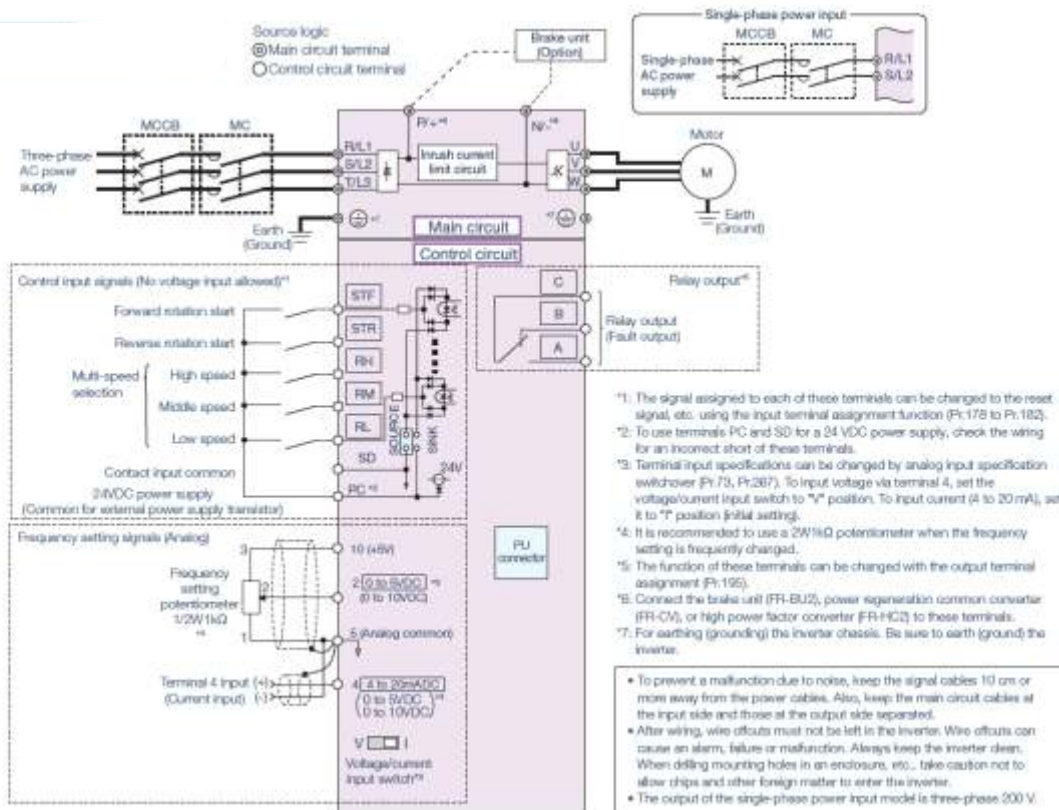 Source logic
Main circuit terminal
Control circuit terminal
Brake unit
(Option)
Single-phase power input
MCCB MC
Single-phase
AC power
supply
R/L1
S/L2
MCCB MC
Three-phase
AC power
supply
R/L1
S/L2
T/L3
P/+*6
N/-*6
Inrush current
limit circuit
U
V
W
Motor
M
Earth
(Ground)
Earth
(Ground)
*7
*7
Main circuit
Control circuit
Control input signals (No voltage input allowed)*1
Forward rotation start
Reverse rotation start
Multi-speed
selection
High speed
Middle speed
Low speed
Contact input common
24VDC power supply
(Common for external power supply transistor)
STF
STR
RH
RM
RL
SD
PC *2
SOURCE
SINK
24V
Relay output*5
C
B
A
Relay output
(Fault output)
Frequency setting signals (Analog)
Frequency
setting
potentiometer
1/2W1kΩ
*4
3
2
1
10 (+5V)
2 0 to 5VDC *3
(0 to 10VDC)
5 (Analog common)
Terminal 4 input (+)
(Current input) (-)
4 4 to 20mADC
0 to 5VDC *3
0 to 10VDC
V I
Voltage/current
input switch*3
PU
connector
*1: The signal assigned to each of these terminals can be changed to the reset
signal, etc. using the input terminal assignment function (Pr.178 to Pr.182).
*2: To use terminals PC and SD for a 24 VDC power supply, check the wiring
for an incorrect short of these terminals.
*3: Terminal input specifications can be changed by analog input specification
switchover (Pr.73, Pr.267). To input voltage via terminal 4, set the
voltage/current input switch to "V" position. To input current (4 to 20 mA), set
it to "I" position (initial setting).
*4: It is recommended to use a 2W1kΩ potentiometer when the frequency
setting is frequently changed.
*5: The function of these terminals can be changed with the output terminal
assignment (Pr.195).
*6: Connect the brake unit (FR-BU2), power regeneration common converter
(FR-CV), or high power factor converter (FR-HC2) to these terminals.
*7: For earthing (grounding) the inverter chassis. Be sure to earth (ground) the
inverter.
• To prevent a malfunction due to noise, keep the signal cables 10 cm or
more away from the power cables. Also, keep the main circuit cables at
the input side and those at the output side separated.
• After wiring, wire offcuts must not be left in the inverter. Wire offcuts can
cause an alarm, failure or malfunction. Always keep the inverter clean.
When drilling mounting holes in an enclosure, etc., take caution not to
allow chips and other foreign matter to enter the inverter.
• The output of the single-phase power input model is three-phase 200 V.